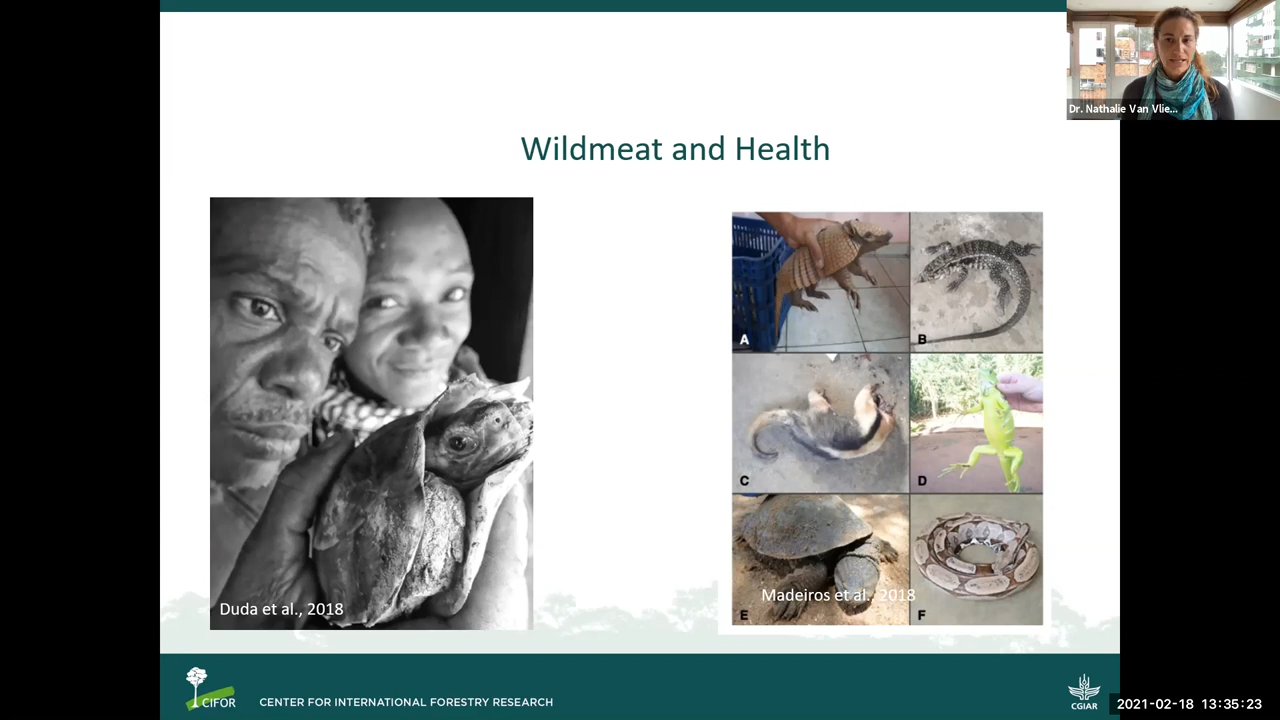 Dr. Nathalie Van Vlie...
Wildmeat and Health
A
B
C
D
E
F
Duda et al., 2018
Madeiros et al., 2018
CIFOR
CENTER FOR INTERNATIONAL FORESTRY RESEARCH
CGIAR
2021-02-18 13:35:23